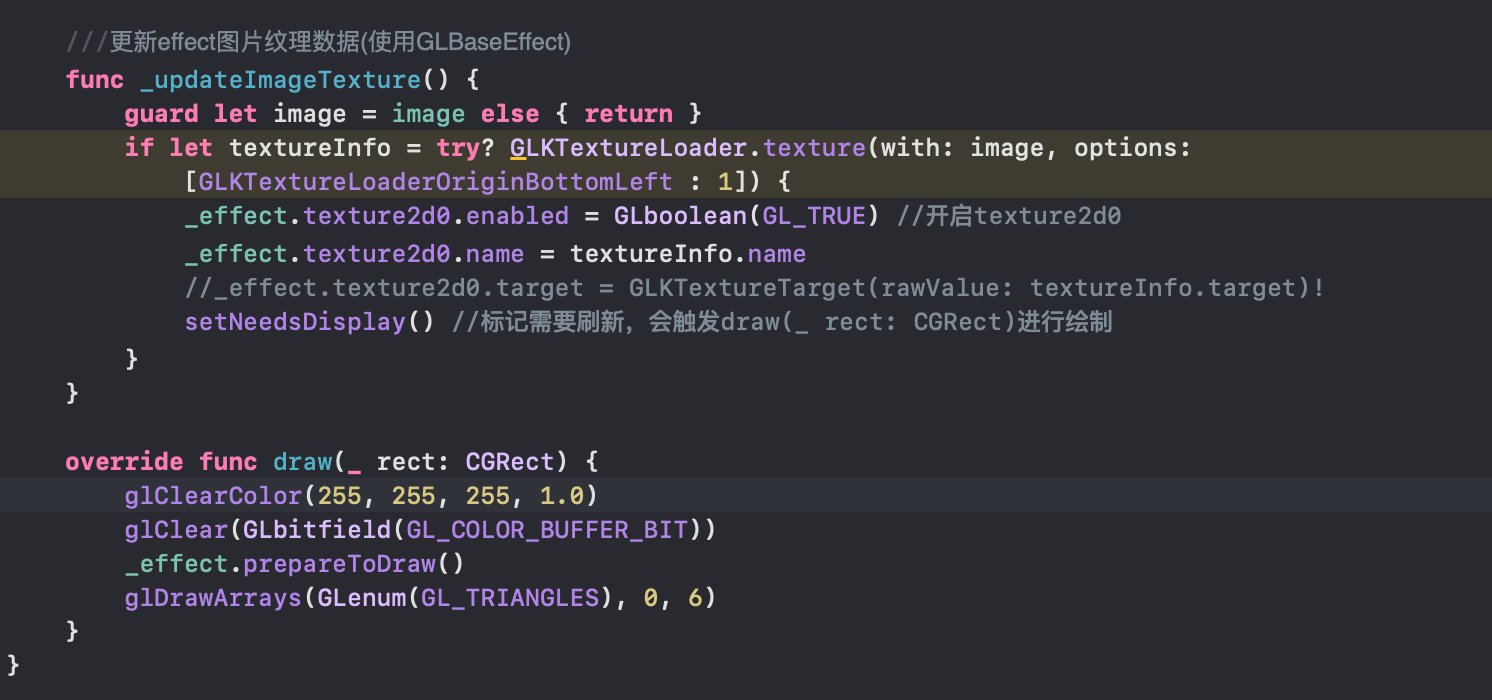 ///更新effect图片纹理数据(使用GLBaseEffect)
func _updateImageTexture() {
guard let image = image else { return }
if let textureInfo = try? GLKTextureLoader.texture(with: image, options:
[GLKTextureLoaderOriginBottomLeft : 1]) {
_effect.texture2d0.enabled = GLboolean(GL_TRUE) //开启texture2d0
_effect.texture2d0.name = textureInfo.name
//_effect.texture2d0.target = GLKTextureTarget(rawValue: textureInfo.target)!
setNeedsDisplay() //标记需要刷新，会触发draw(_ rect: CGRect)进行绘制
}
}
override func draw(_ rect: CGRect) {
glClearColor(255, 255, 255, 1.0)
glClear(GLbitfield(GL_COLOR_BUFFER_BIT))
_effect.prepareToDraw()
glDrawArrays(GLenum(GL_TRIANGLES), 0, 6)
}
}